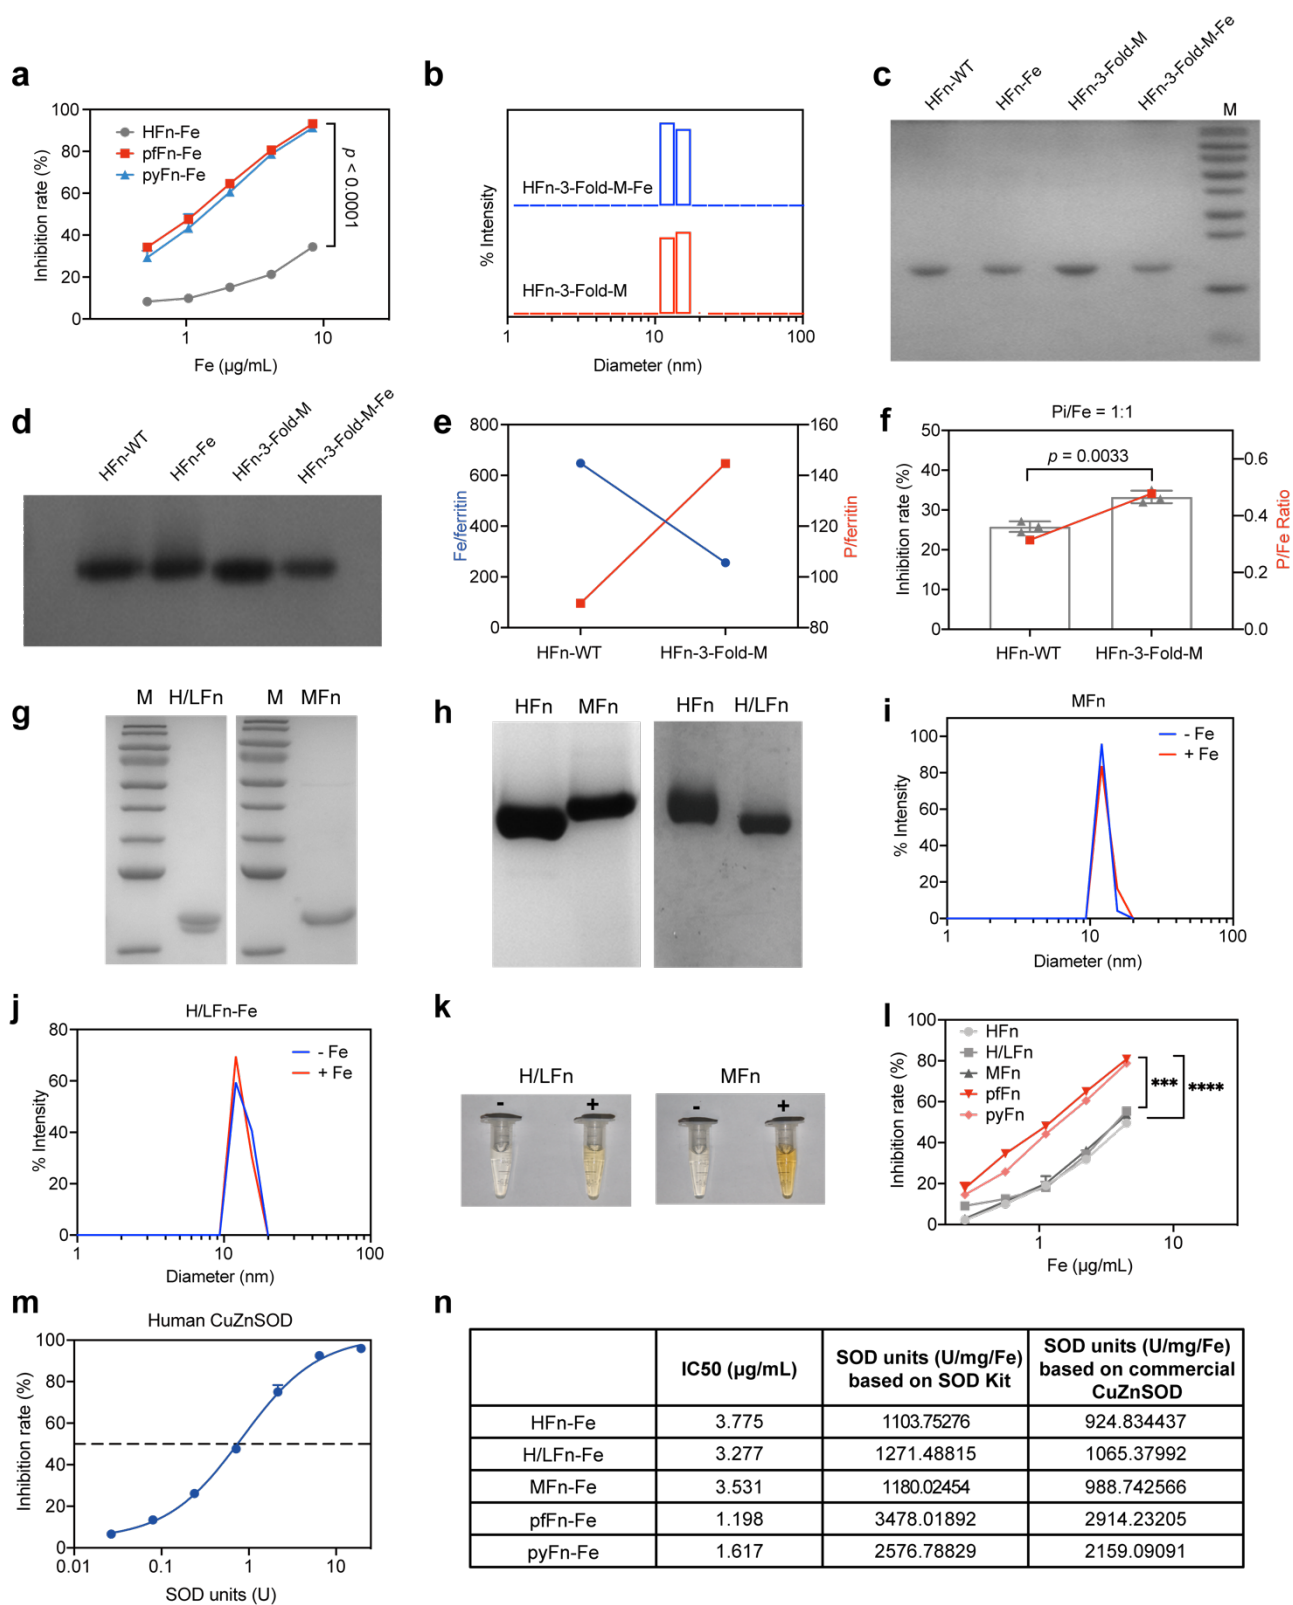 a
100
80
60
40
20
0
Inhibition rate (%)
HFn-Fe
pfFn-Fe
pyFn-Fe
p < 0.0001
1
10
Fe (µg/mL)
b
% Intensity
HFn-3-Fold-M-Fe
HFn-3-Fold-M
1
10
100
Diameter (nm)
c
HFn-WT
HFn-Fe
HFn-3-Fold-M
HFn-3-Fold-M-Fe
M
d
HFn-WT
HFn-Fe
HFn-3-Fold-M
HFn-3-Fold-M-Fe
e
800
600
400
200
0
Fe/ferritin
160
140
120
100
80
P/ferritin
HFn-WT
HFn-3-Fold-M
f
Pi/Fe = 1:1
50
40
30
20
10
0
Inhibition rate (%)
p = 0.0033
0.6
0.4
0.2
0.0
P/Fe Ratio
HFn-WT
HFn-3-Fold-M
g
M H/LFn
M MFn
h
HFn MFn
HFn H/LFn
i
MFn
100
80
60
40
20
0
% Intensity
- Fe
+ Fe
1
10
100
Diameter (nm)
j
H/LFn-Fe
80
60
40
20
0
% Intensity
- Fe
+ Fe
1
10
100
Diameter (nm)
k
H/LFn
- +
MFn
- +
l
100
80
60
40
20
0
Inhibition rate (%)
HFn
H/LFn
MFn
pfFn
pyFn
***
****
1
10
Fe (µg/mL)
m
Human CuZnSOD
100
80
60
40
20
0
Inhibition rate (%)
0.01
0.1
1
10
SOD units (U)
n
IC50 (µg/mL)
SOD units (U/mg/Fe)
based on SOD Kit
SOD units (U/mg/Fe)
based on commercial
CuZnSOD
HFn-Fe 3.775 1103.75276 924.834437
H/LFn-Fe 3.277 1271.48815 1065.37992
MFn-Fe 3.531 1180.02454 988.742566
pfFn-Fe 1.198 3478.01892 2914.23205
pyFn-Fe 1.617 2576.78829 2159.09091